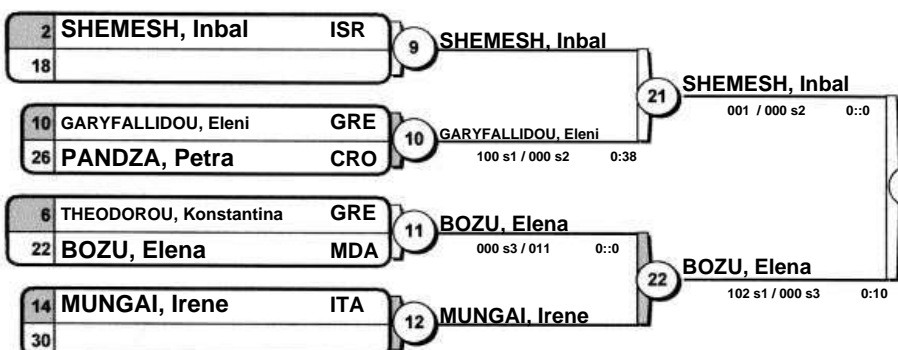 2 SHEMESH, Inbal ISR
18
9 SHEMESH, Inbal
10 GARYFALLIDOU, Eleni GRE
26 PANDZA, Petra CRO
10 GARYFALLIDOU, Eleni
100 s1 / 000 s2 0:38
21 SHEMESH, Inbal
001 / 000 s2 0::0
6 THEODOROU, Konstantina GRE
22 BOZU, Elena MDA
11 BOZU, Elena
000 s3 / 011 0::0
14 MUNGAI, Irene ITA
30
12 MUNGAI, Irene
22 BOZU, Elena
102 s1 / 000 s3 0:10